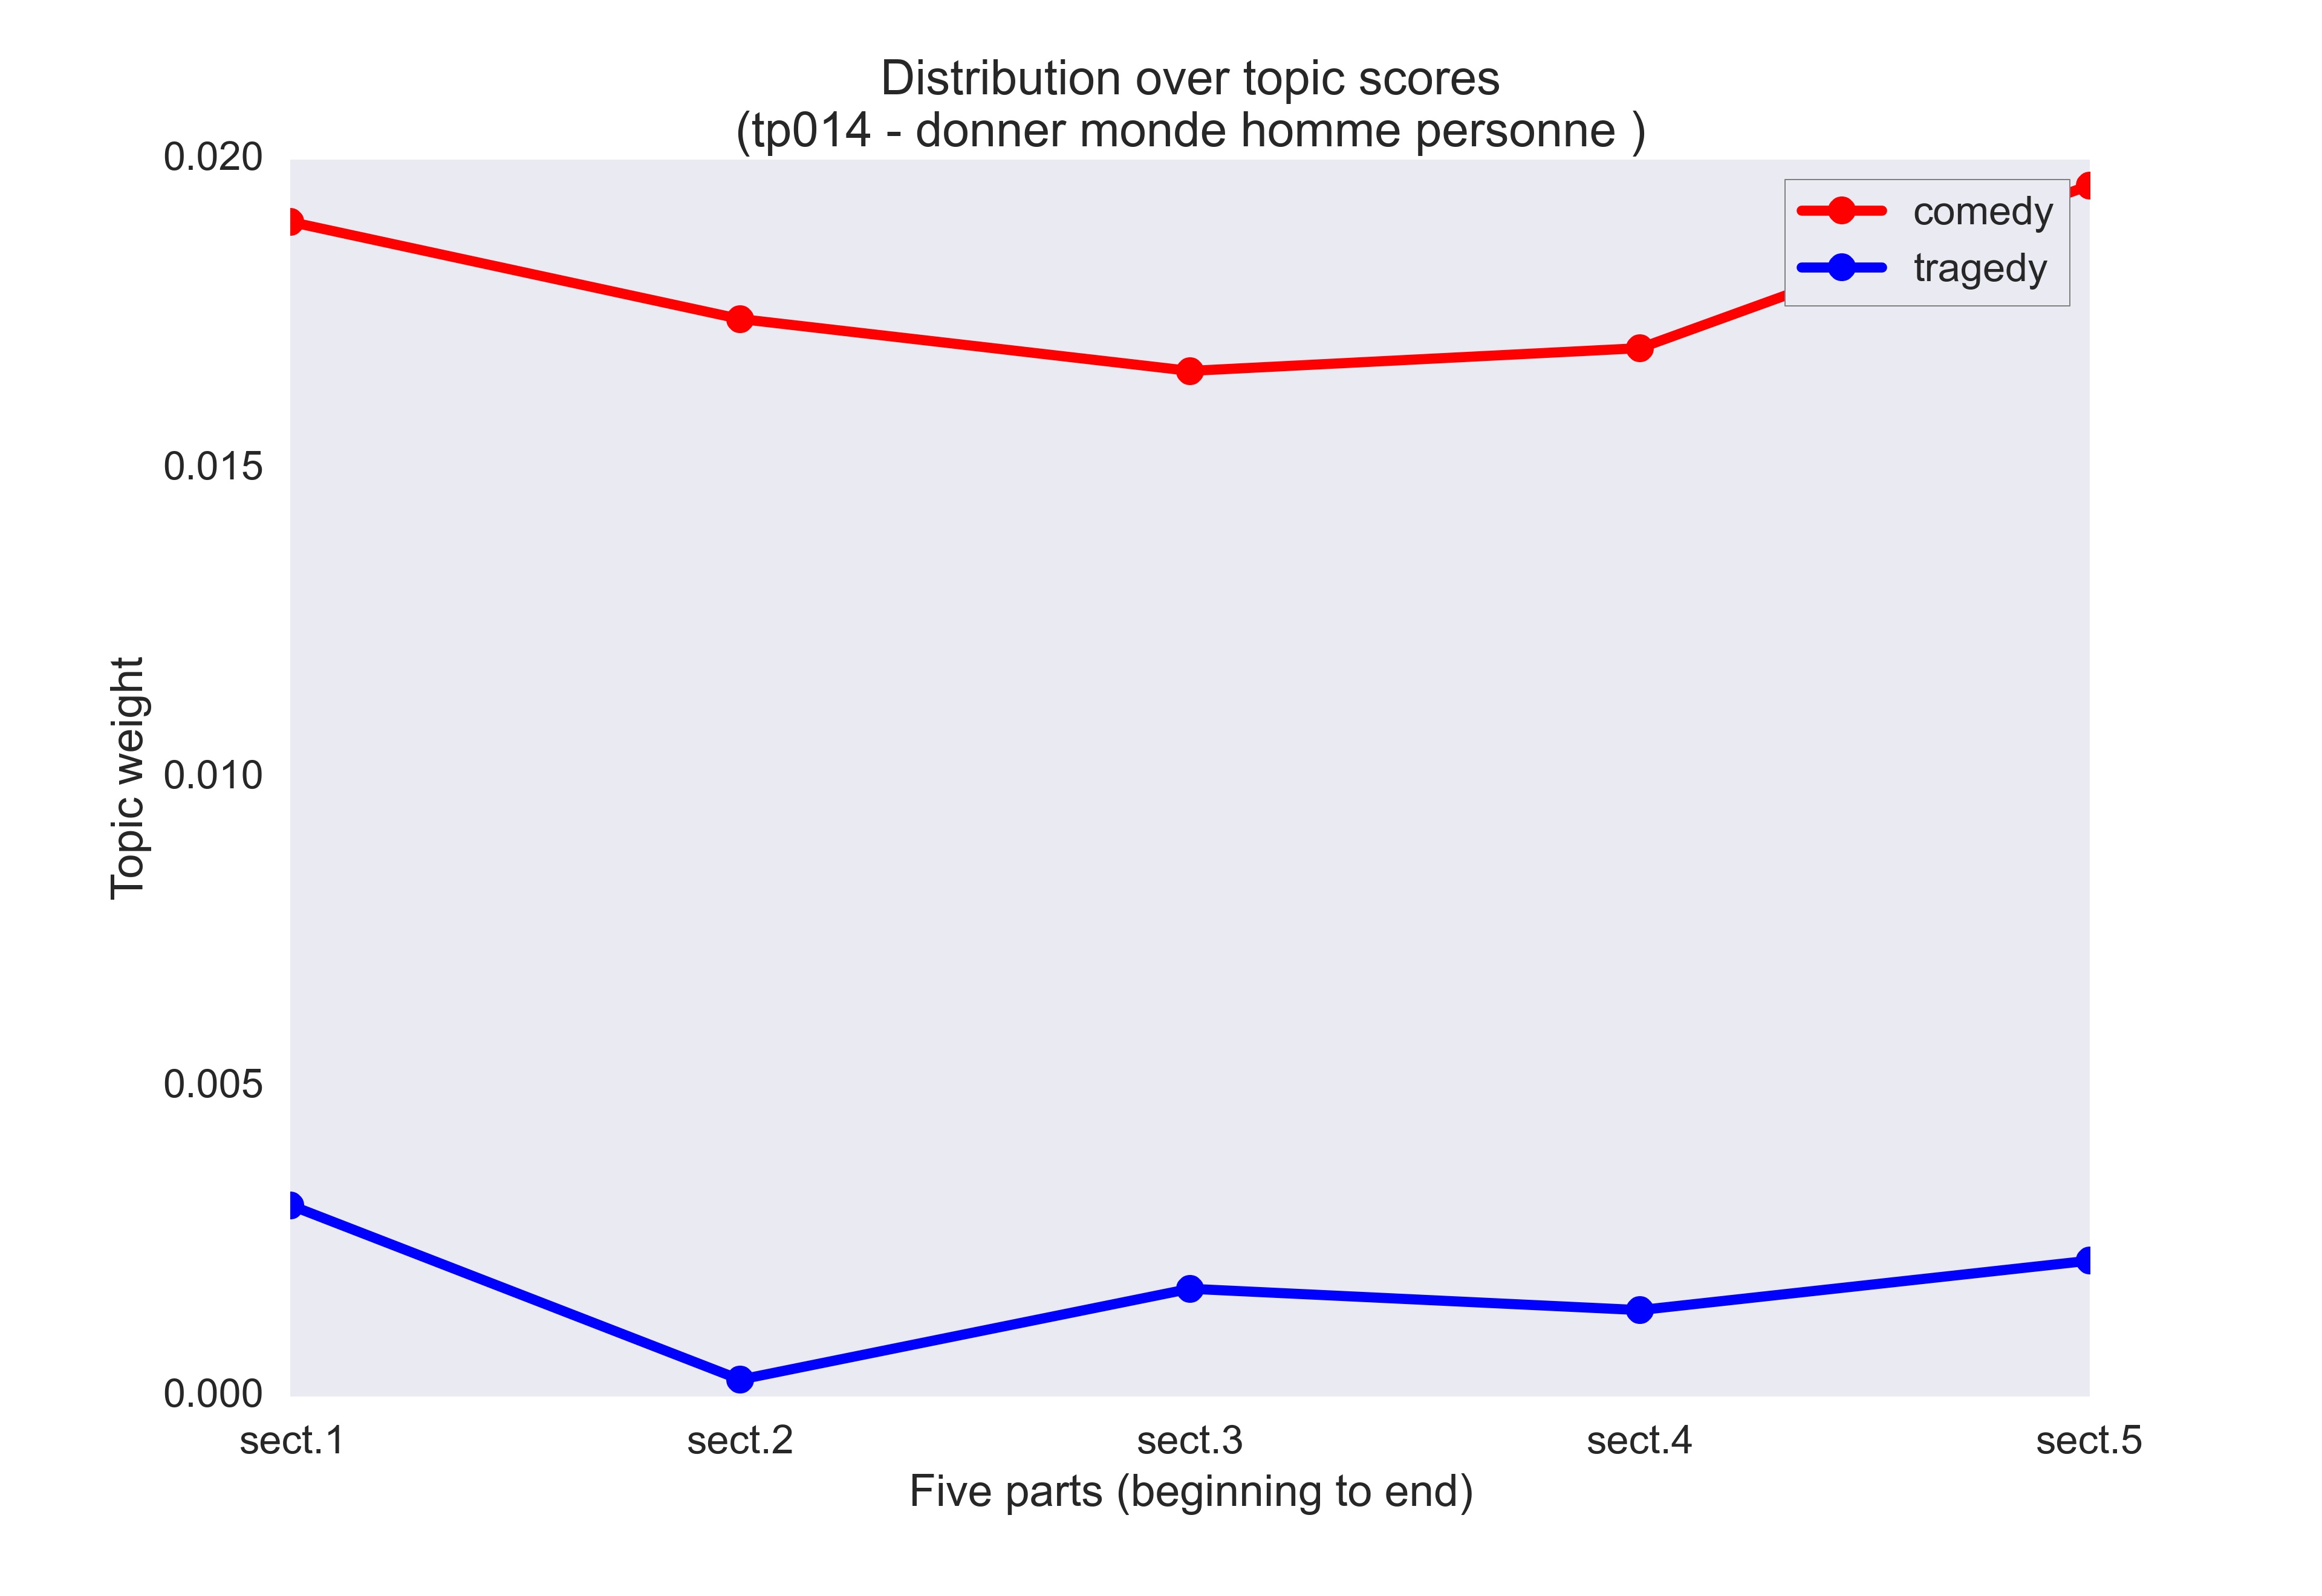 Distribution over topic scores
(tp014 - donner monde homme personne )
0.020
0.015
0.010
0.005
0.000
Topic weight
comedy
tragedy
sect.1
sect.2
sect.3
sect.4
sect.5
Five parts (beginning to end)